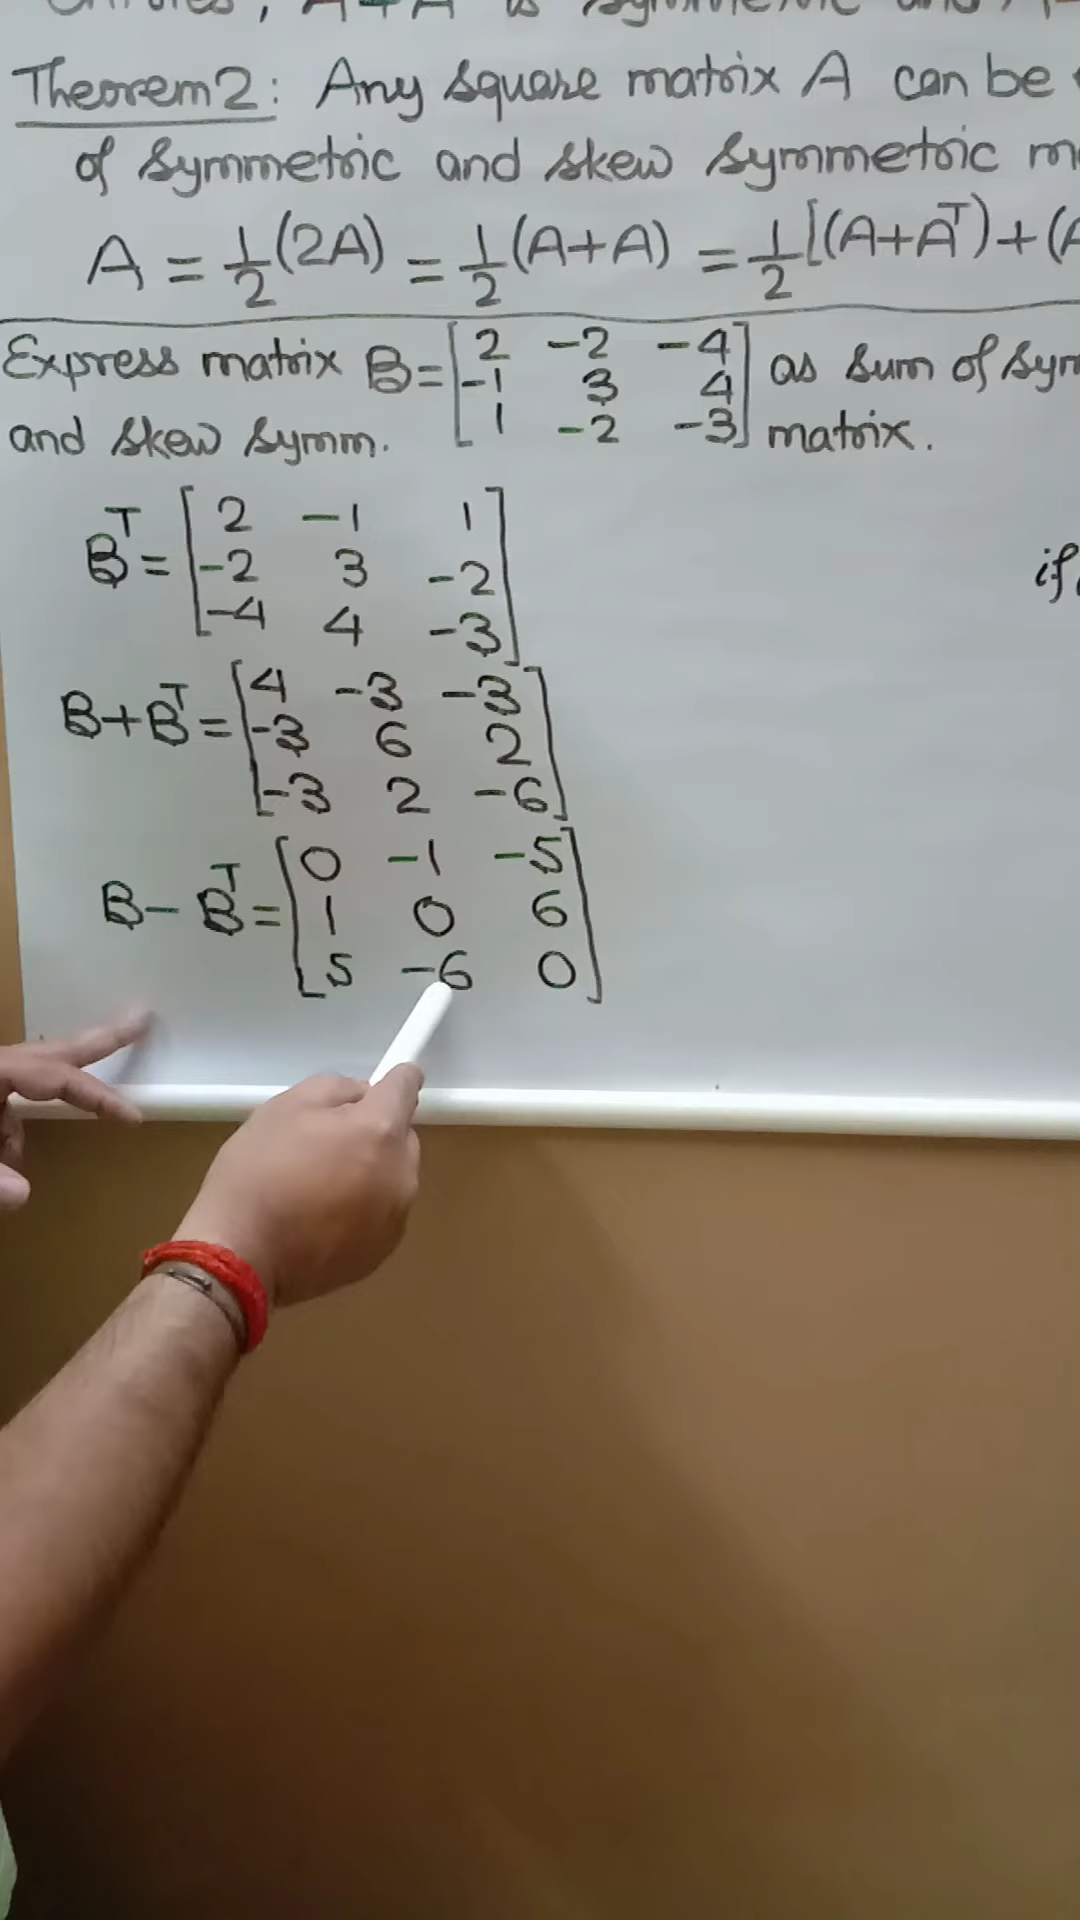 A+A is symmetric and
Theorem 2: Any square matrix A can be
of symmetric and skew symmetric
A = 1/2 (2A) = 1/2 (A+A) = 1/2 [(A+A^T)+(A
Express matrix B = [2 -2 -4; -1 3 4; 1 -2 -3] as sum of sym
and skew symm. matrix.
B^T = [2 -1 1; -2 3 -2; -4 4 -3]
if
B+B^T = [4 -3 -3; -3 6 2; -3 2 -6]
B-B^T = [0 -1 -5; 1 0 6; 5 -6 0]